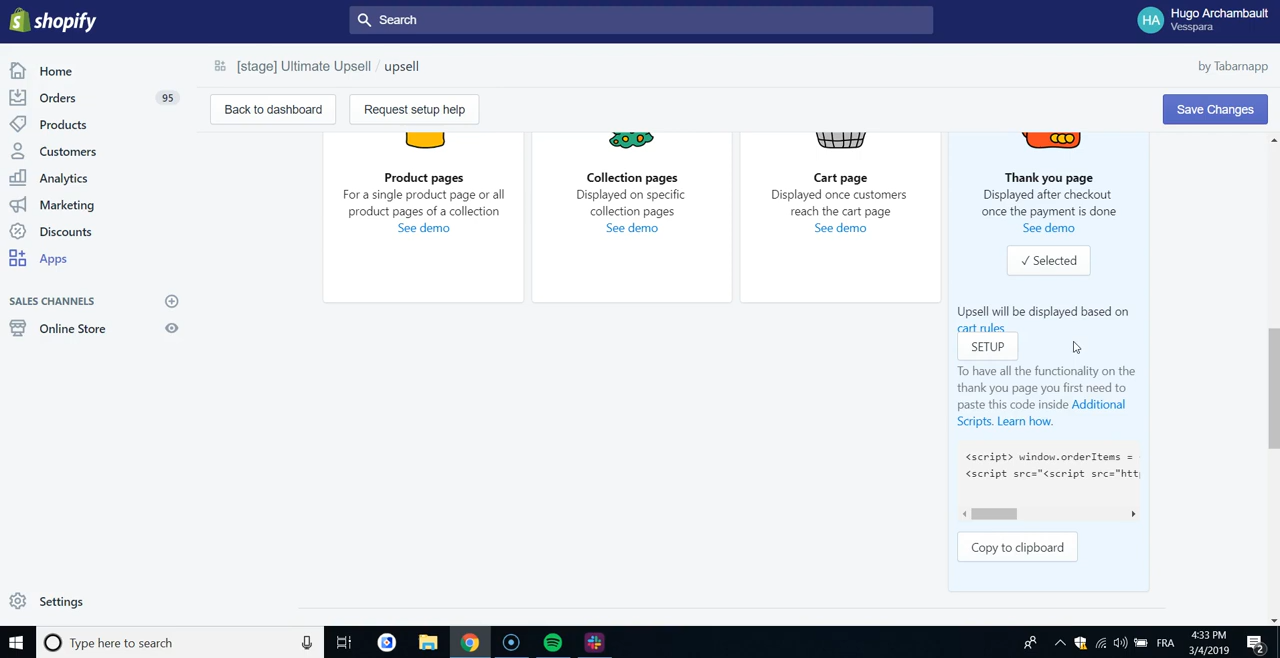 shopify
Search
HA
Hugo Archambault
Vesspara
Home
Orders
95
Products
Customers
Analytics
Marketing
Discounts
Apps
SALES CHANNELS
Online Store
Settings
[stage] Ultimate Upsell / upsell
by Tabarnapp
Back to dashboard
Request setup help
Save Changes
Product pages
For a single product page or all
product pages of a collection
See demo
Collection pages
Displayed on specific
collection pages
See demo
Cart page
Displayed once customers
reach the cart page
See demo
Thank you page
Displayed after checkout
once the payment is done
See demo
✓ Selected
Upsell will be displayed based on
cart rules
SETUP
To have all the functionality on the
thank you page you first need to
paste this code inside Additional
Scripts. Learn how.
<script> window.orderItems =
<script src="<script src="htt
Copy to clipboard
Type here to search
FRA
4:33 PM
3/4/2019
2